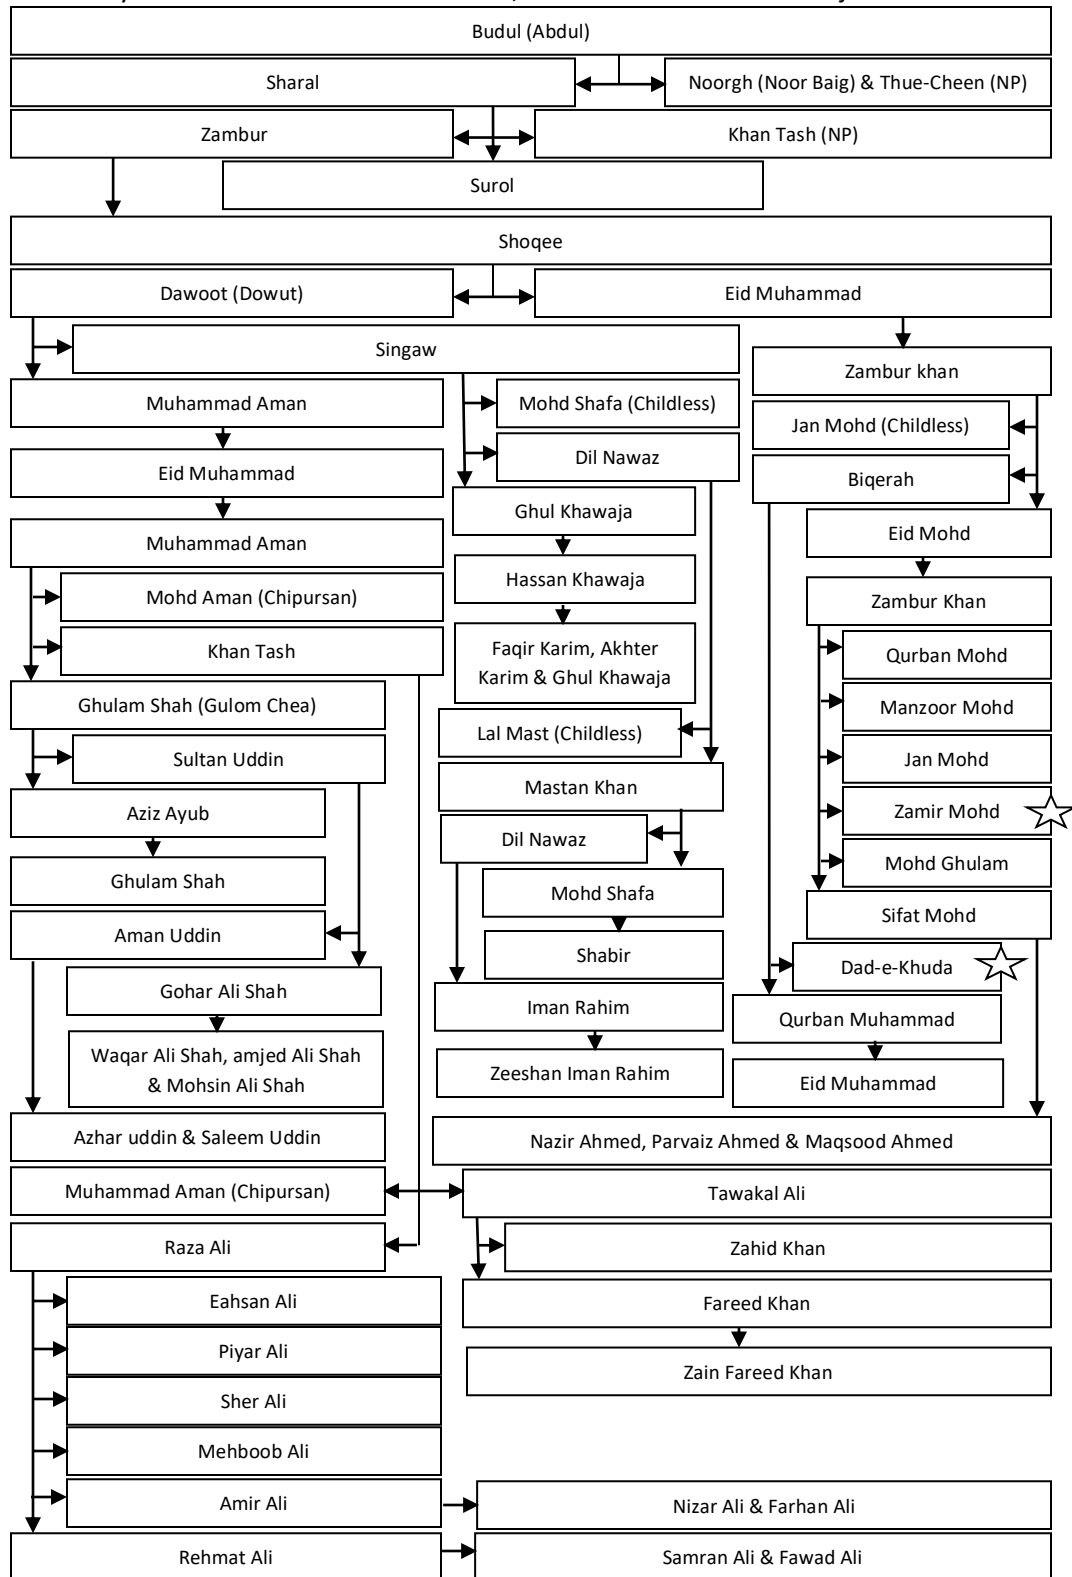 Budul (Abdul)
Sharal
Noorgh (Noor Baig) & Thue-Cheen (NP)
Zambur
Khan Tash (NP)
Surol
Shoqee
Dawoot (Dowut)
Eid Muhammad
Singaw
Zambur khan
Muhammad Aman
Mohd Shafa (Childless)
Jan Mohd (Childless)
Dil Nawaz
Eid Muhammad
Biqerah
Ghul Khawaja
Muhammad Aman
Eid Mohd
Hassan Khawaja
Mohd Aman (Chipursan)
Zambur Khan
Khan Tash
Faqir Karim, Akhter
Karim & Ghul Khawaja
Qurban Mohd
Ghulam Shah (Gulom Chea)
Manzoor Mohd
Lal Mast (Childless)
Sultan Uddin
Jan Mohd
Mastan Khan
Aziz Ayub
Zamir Mohd
Dil Nawaz
Mohd Ghulam
Ghulam Shah
Mohd Shafa
Sifat Mohd
Aman Uddin
Shabir
Dad-e-Khuda
Gohar Ali Shah
Iman Rahim
Qurban Muhammad
Waqar Ali Shah, amjed Ali Shah
& Mohsin Ali Shah
Zeeshan Iman Rahim
Eid Muhammad
Azhar uddin & Saleem Uddin
Nazir Ahmed, Parvaiz Ahmed & Maqsood Ahmed
Muhammad Aman (Chipursan)
Tawakal Ali
Raza Ali
Zahid Khan
Eahsan Ali
Fareed Khan
Piyar Ali
Zain Fareed Khan
Sher Ali
Mehboob Ali
Amir Ali
Nizar Ali & Farhan Ali
Rehmat Ali
Samran Ali & Fawad Ali